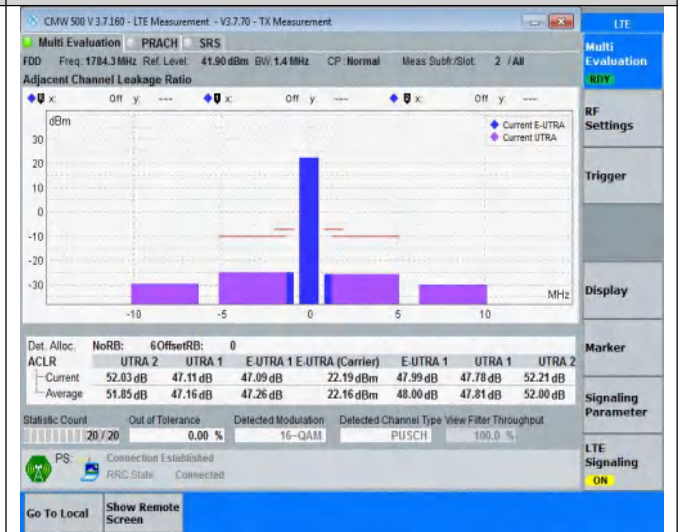 CMW 500 V 3.7.160 - LTE Measurement - V3.7.70 - TX Measurement
LTE
Multi Evaluation PRACH SRS
FDD Freq: 1784.3 MHz Ref. Level: 41.90 dBm BW: 1.4 MHz CP: Normal Meas Subfr./Slot: 2 / All
Adjacent Channel Leakage Ratio
x: Off y: --- x: Off y: --- x: Off y: ---
dBm
Current E-UTRA
Current UTRA
30
20
10
0
-10
-20
-30
MHz
-10 -5 0 5 10
Det. Alloc. NoRB: 6 OffsetRB: 0
ACLR UTRA 2 UTRA 1 E-UTRA 1 E-UTRA (Carrier) E-UTRA 1 UTRA 1 UTRA 2
Current 52.03 dB 47.11 dB 47.09 dB 22.19 dBm 47.99 dB 47.78 dB 52.21 dB
Average 51.85 dB 47.16 dB 47.26 dB 22.16 dBm 48.00 dB 47.81 dB 52.00 dB
Statistic Count Out of Tolerance Detected Modulation Detected Channel Type View Filter Throughput
20 / 20 0.00 % 16-QAM PUSCH 100.0 %
PS: Connection Established
RRC State Connected
Multi
Evaluation
RDY
RF
Settings
Trigger
Display
Marker
Signaling
Parameter
LTE
Signaling
ON
Go To Local
Show Remote
Screen